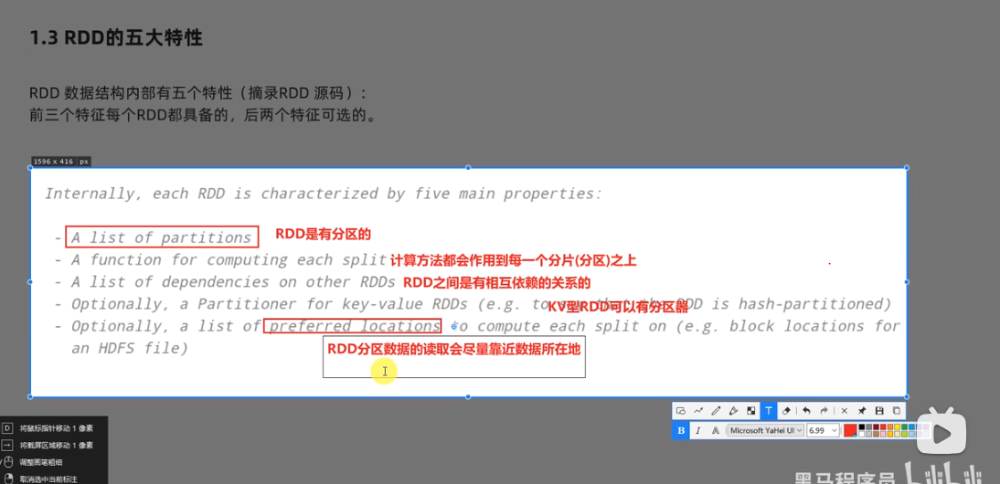 1.3 RDD的五大特性
RDD 数据结构内部有五个特性（摘录RDD 源码）：
前三个特征每个RDD都具备的，后两个特征可选的。
1596 x 416 px
Internally, each RDD is characterized by five main properties:
- A list of partitions RDD是有分区的
- A function for computing each split 计算方法都会作用到每一个分片(分区)之上
- A list of dependencies on other RDDs RDD之间是有相互依赖的关系的
- Optionally, a Partitioner for key-value RDDs (e.g. to say that the RDD is hash-partitioned)
KV型RDD可以有分区器
- Optionally, a list of preferred locations to compute each split on (e.g. block locations for
an HDFS file)
RDD分区数据的读取会尽量靠近数据所在地
B I A Microsoft YaHei UI 6.99
D 将鼠标指针移动 1 像素
将截屏区域移动 1 像素
调整画笔粗细
取消选中当前标注
黑马程序员 bilibili